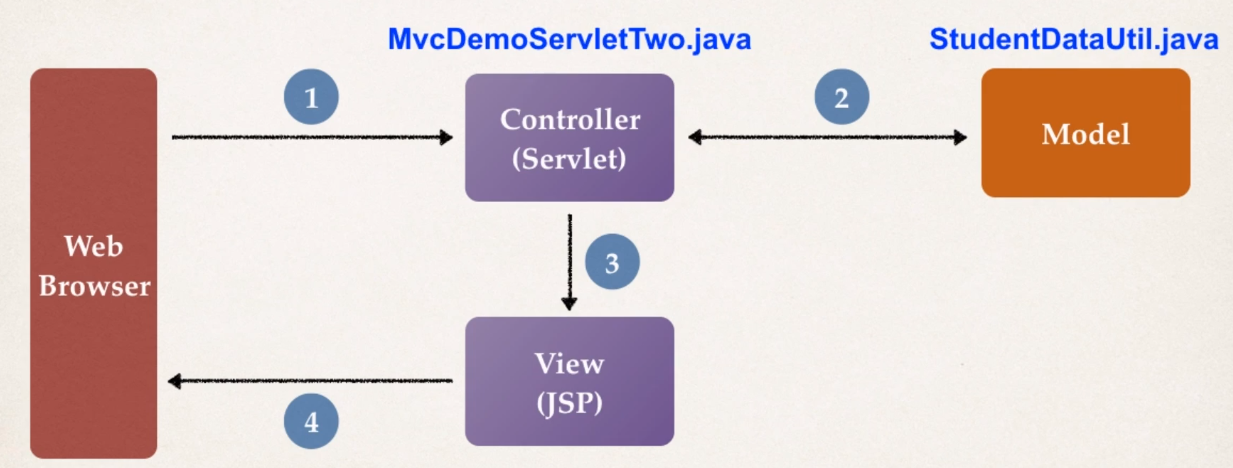 MvcDemoServletTwo.java
StudentDataUtil.java
1
Controller
(Servlet)
2
Model
Web
Browser
3
View
(JSP)
4